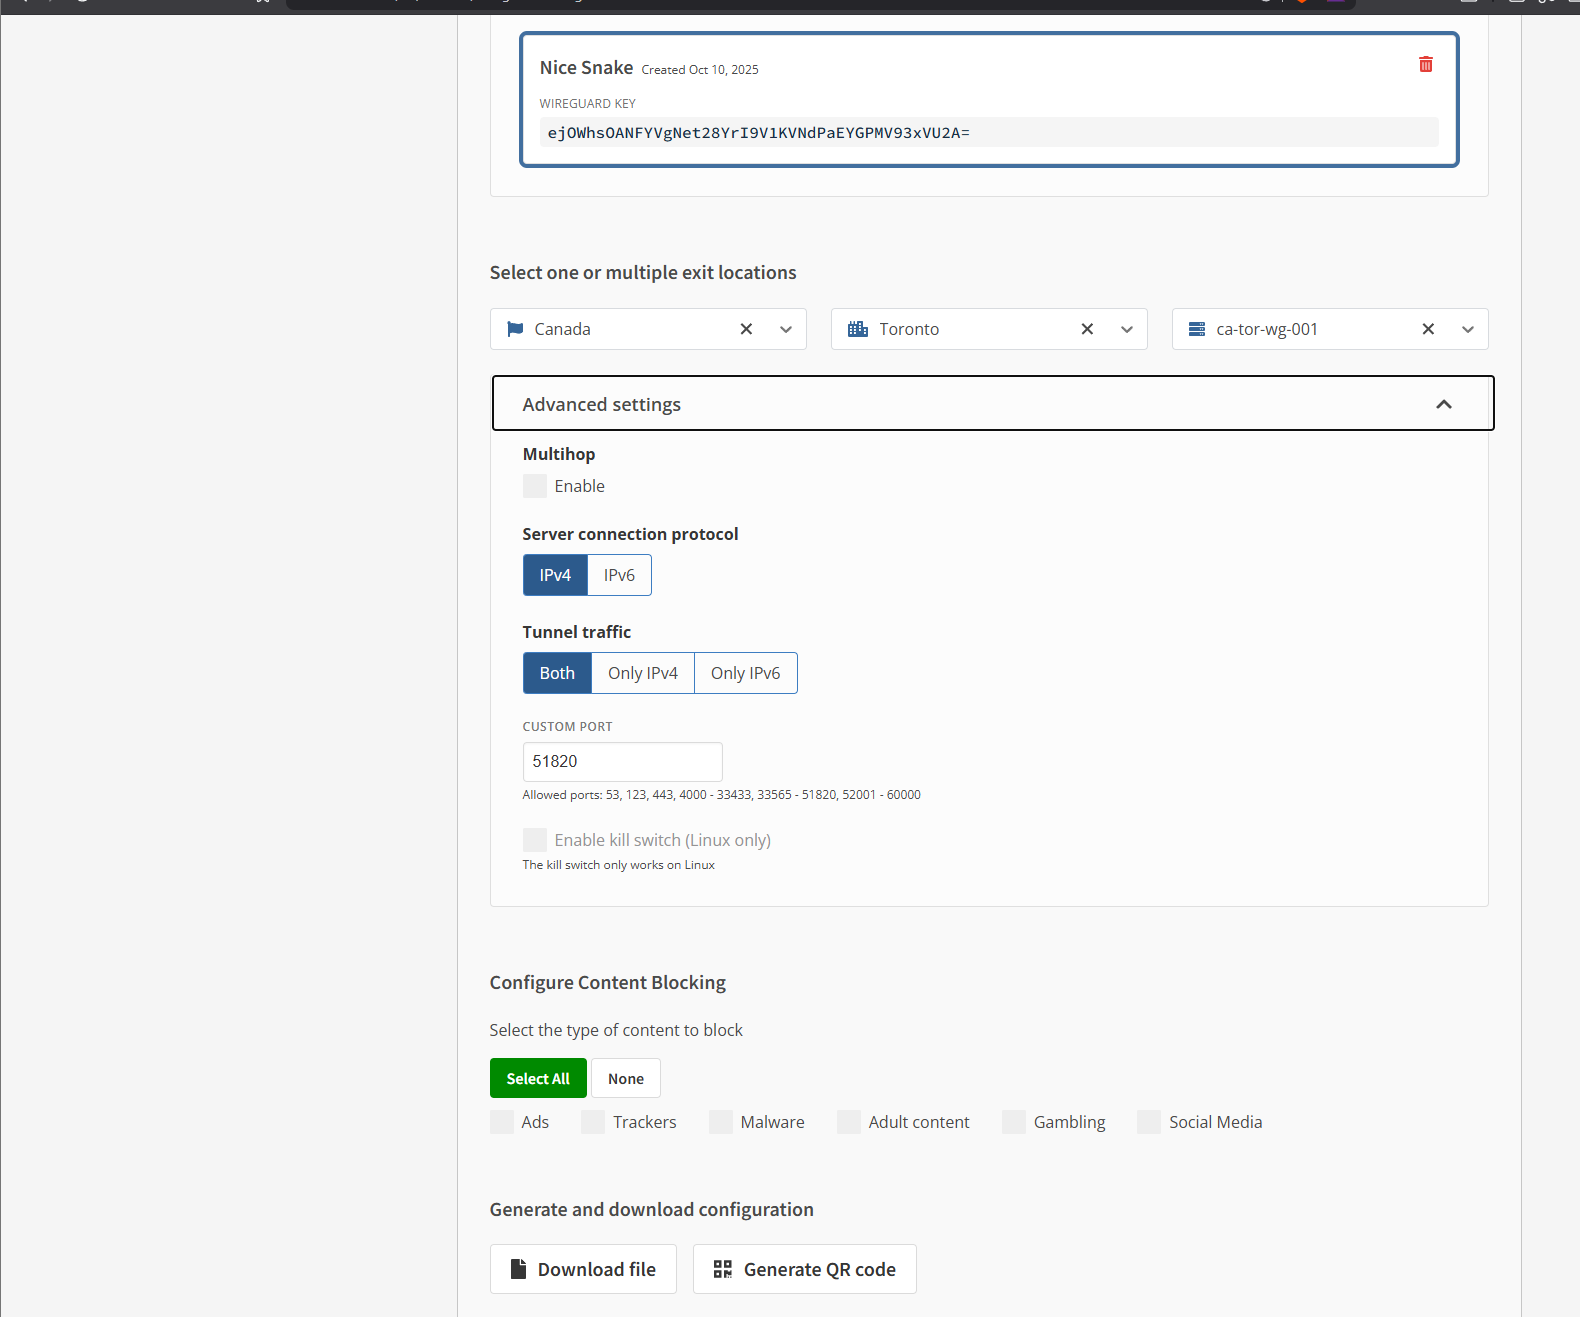 Nice Snake Created Oct 10, 2025
WIREGUARD KEY
ejOWhsOANFYVgNet28YrI9V1KVNdPaEYGPMV93xVU2A=
Select one or multiple exit locations
Canada
Toronto
ca-tor-wg-001
Advanced settings
Multihop
Enable
Server connection protocol
IPv4 IPv6
Tunnel traffic
Both Only IPv4 Only IPv6
CUSTOM PORT
51820
Allowed ports: 53, 123, 443, 4000 - 33433, 33565 - 51820, 52001 - 60000
Enable kill switch (Linux only)
The kill switch only works on Linux
Configure Content Blocking
Select the type of content to block
Select All None
Ads Trackers Malware Adult content Gambling Social Media
Generate and download configuration
Download file Generate QR code